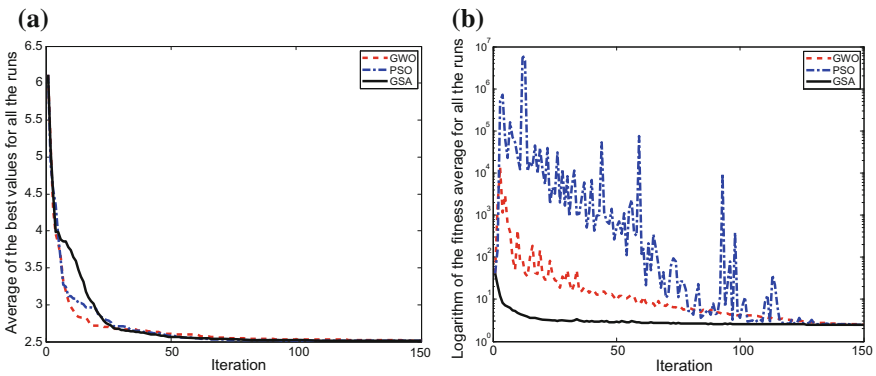 (a)
Average of the best values for all the runs
6.5
6
5.5
5
4.5
4
3.5
3
2.5
0
50
100
150
Iteration
GWO
PSO
GSA
(b)
Logarithm of the fitness average for all the runs
10^7
10^6
10^5
10^4
10^3
10^2
10^1
10^0
0
50
100
150
Iteration
GWO
PSO
GSA